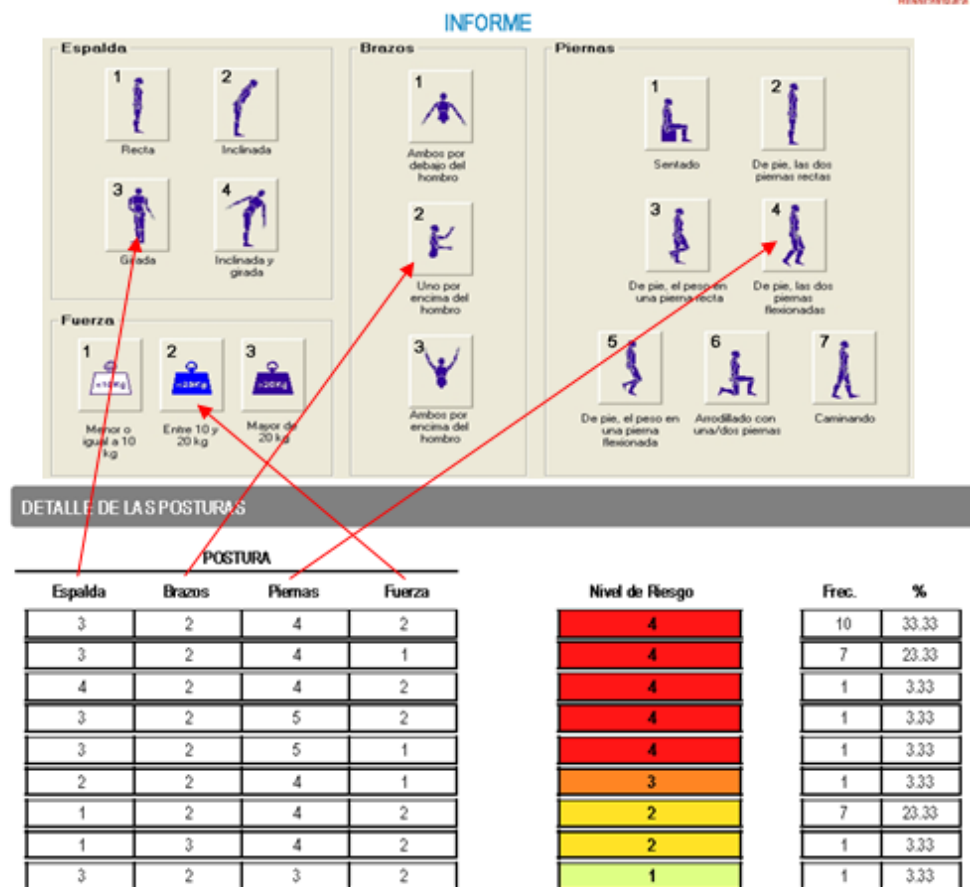 INFORME
Espalda
1
Recta
2
Inclinada
3
Girada
4
Inclinada y
girada
Fuerza
1
Menor o
igual a 10
kg
2
Entre 10 y
20 kg
3
Mayor de
20 kg
Brazos
1
Ambos por
debajo del
hombro
2
Uno por
encima del
hombro
3
Ambos por
encima del
hombro
Piernas
1
Sentado
2
De pie, las dos
piernas rectas
3
De pie, el peso en
una pierna recta
4
De pie, las dos
piernas
flexionadas
5
De pie, el peso en
una pierna
flexionada
6
Arrodillado con
una/dos piernas
7
Caminando
DETALLE DE LAS POSTURAS
POSTURA
Espalda Brazos Piernas Fuerza Nivel de Riesgo Frec. %
3 2 4 2 4 10 33.33
3 2 4 1 4 7 23.33
4 2 4 2 4 1 3.33
3 2 5 2 4 1 3.33
3 2 5 1 4 1 3.33
2 2 4 1 3 1 3.33
1 2 4 2 2 7 23.33
1 3 4 2 2 1 3.33
3 2 3 2 1 1 3.33